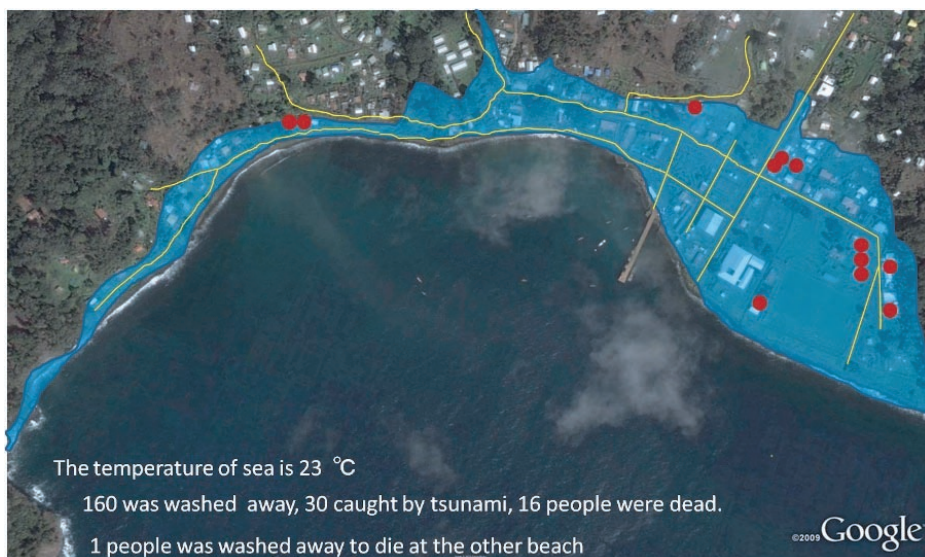 The temperature of sea is 23 ℃
160 was washed away, 30 caught by tsunami, 16 people were dead.
1 people was washed away to die at the other beach
©2009 Google